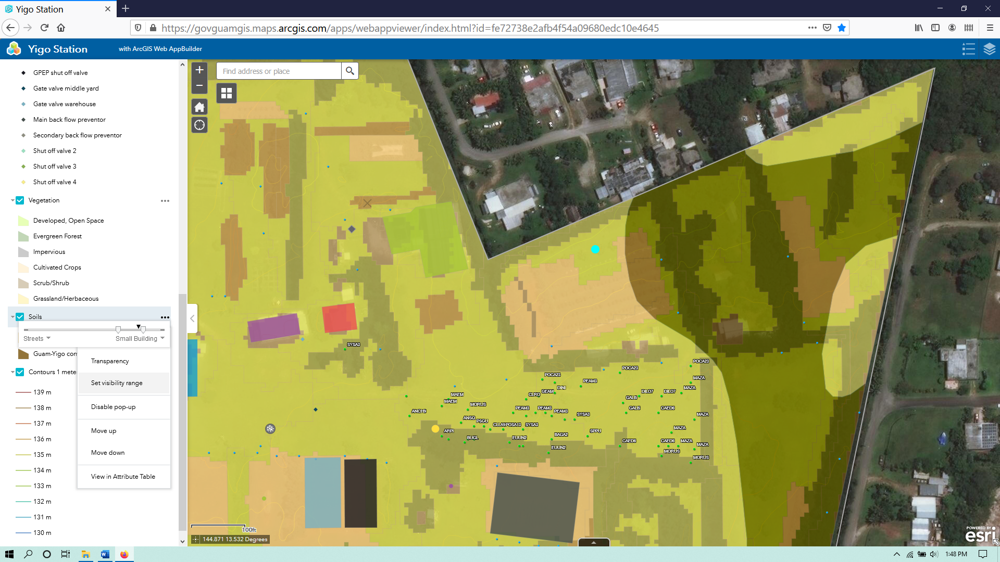 Yigo Station
https://govguamgis.maps.arcgis.com/apps/webappviewer/index.html?id=fe72738e2afb4f54a09680edc10e4645
Yigo Station
with ArcGIS Web AppBuilder
GPEP shut off valve
Gate valve middle yard
Gate valve warehouse
Main back flow preventor
Secondary back flow preventor
Shut off valve 2
Shut off valve 3
Shut off valve 4
Vegetation
Developed, Open Space
Evergreen Forest
Impervious
Cultivated Crops
Scrub/Shrub
Grassland/Herbaceous
Soils
Streets
Small Building
Guam-Yigo com
Transparency
Contours 1 mete
Set visibility range
139 m
138 m
Disable pop-up
137 m
Move up
136 m
135 m
Move down
134 m
View in Attribute Table
133 m
132 m
131 m
130 m
Find address or place
SYSA3
POCA23
POCA23
POCA23
MAZA
PEAM3
DINI
MAZA
GEAM
CLRO
DILO7
DILO7
MAEM
MAEM
GALI5
MORUS
PEAM3
PEAM3
PEAM3
GALI5
CAED6
ANCH9
SYSA3
MAZA
ANSQ
PSGU
CLLA9
POSA13
SYSA3
MAZA
ARPI
SPPU
BAGA2
BUGL
EUUN2
CAED6
CAED6
MAZA
MAZA
EUUN2
MORUS
MORUS
100ft
144.871 13.532 Degrees
POWERED BY
esri
1:48 PM